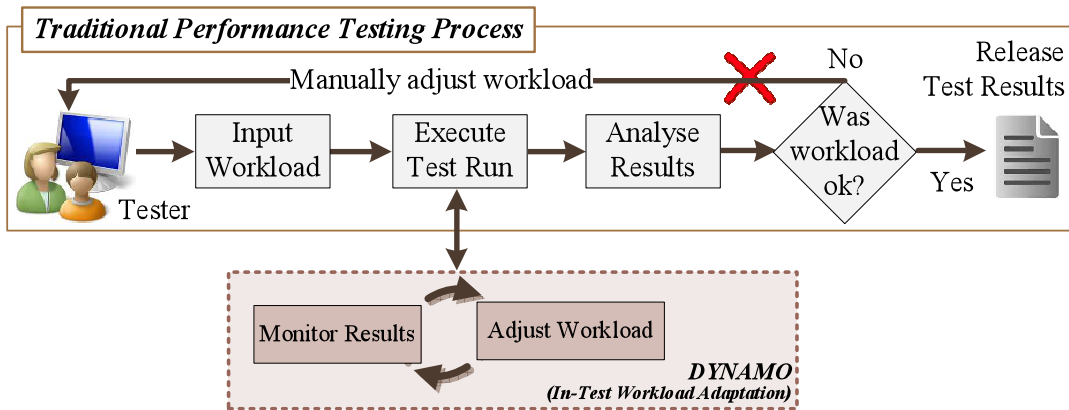 Traditional Performance Testing Process
Manually adjust workload
No
Release
Test Results
Tester
Input
Workload
Execute
Test Run
Analyse
Results
Was
workload
ok?
Yes
Monitor Results
Adjust Workload
DYNAMO
(In-Test Workload Adaptation)